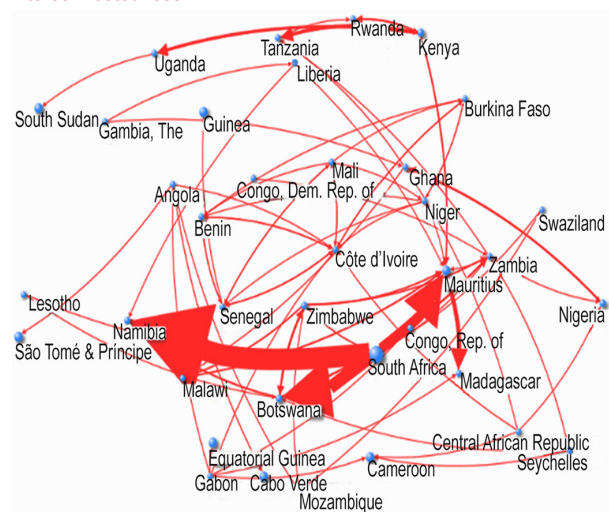 Rwanda
Kenya
Tanzania
Uganda
Liberia
South Sudan
Gambia, The
Guinea
Burkina Faso
Mali
Ghana
Congo, Dem. Rep. of
Angola
Niger
Benin
Swaziland
Côte d'Ivoire
Zambia
Mauritius
Lesotho
Namibia
Senegal
Zimbabwe
Nigeria
Congo, Rep. of
São Tomé & Príncipe
South Africa
Malawi
Madagascar
Botswana
Central African Republic
Equatorial Guinea
Seychelles
Cameroon
Gabon
Cabo Verde
Mozambique